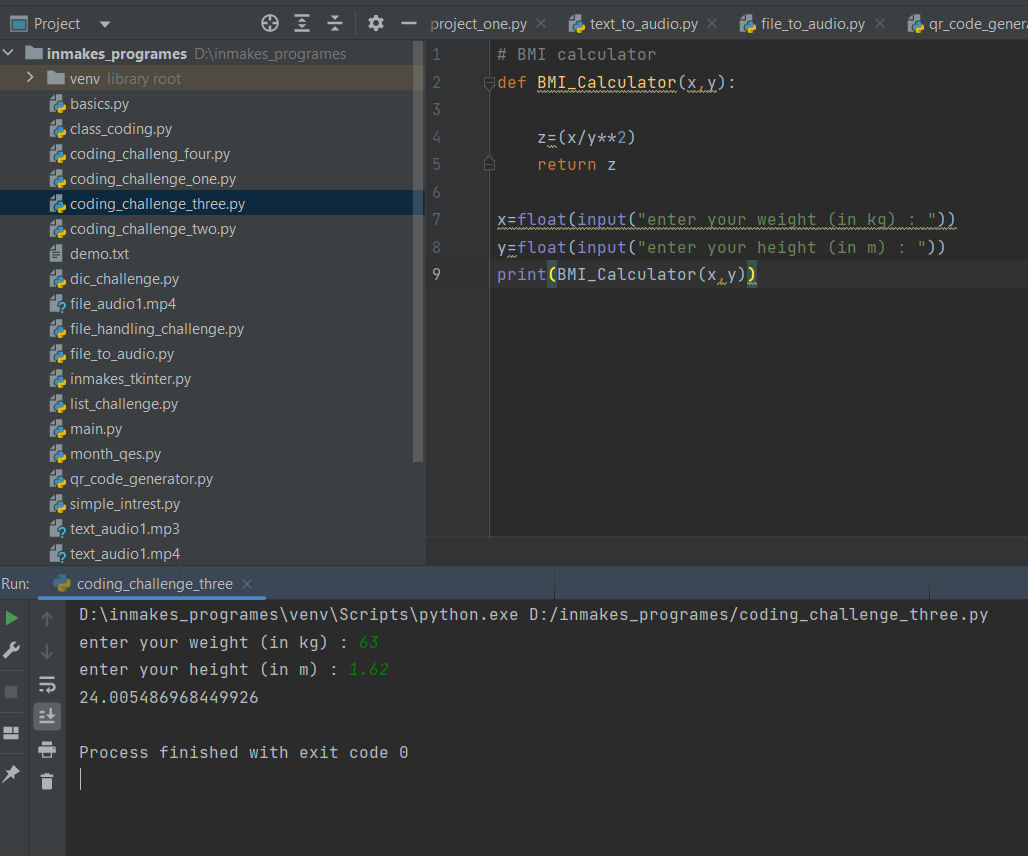 Project
project_one.py
text_to_audio.py
file_to_audio.py
qr_code_genera
inmakes_programes D:\inmakes_programes
venv library root
basics.py
class_coding.py
coding_challeng_four.py
coding_challenge_one.py
coding_challenge_three.py
coding_challenge_two.py
demo.txt
dic_challenge.py
file_audio1.mp4
file_handling_challenge.py
file_to_audio.py
inmakes_tkinter.py
list_challenge.py
main.py
month_qes.py
qr_code_generator.py
simple_intrest.py
text_audio1.mp3
text_audio1.mp4
1 # BMI calculator
2 def BMI_Calculator(x,y):
3
4 z=(x/y**2)
5 return z
6
7 x=float(input("enter your weight (in kg) : "))
8 y=float(input("enter your height (in m) : "))
9 print(BMI_Calculator(x,y))
Run: coding_challenge_three
D:\inmakes_programes\venv\Scripts\python.exe D:/inmakes_programes/coding_challenge_three.py
enter your weight (in kg) : 63
enter your height (in m) : 1.62
24.005486968449926
Process finished with exit code 0